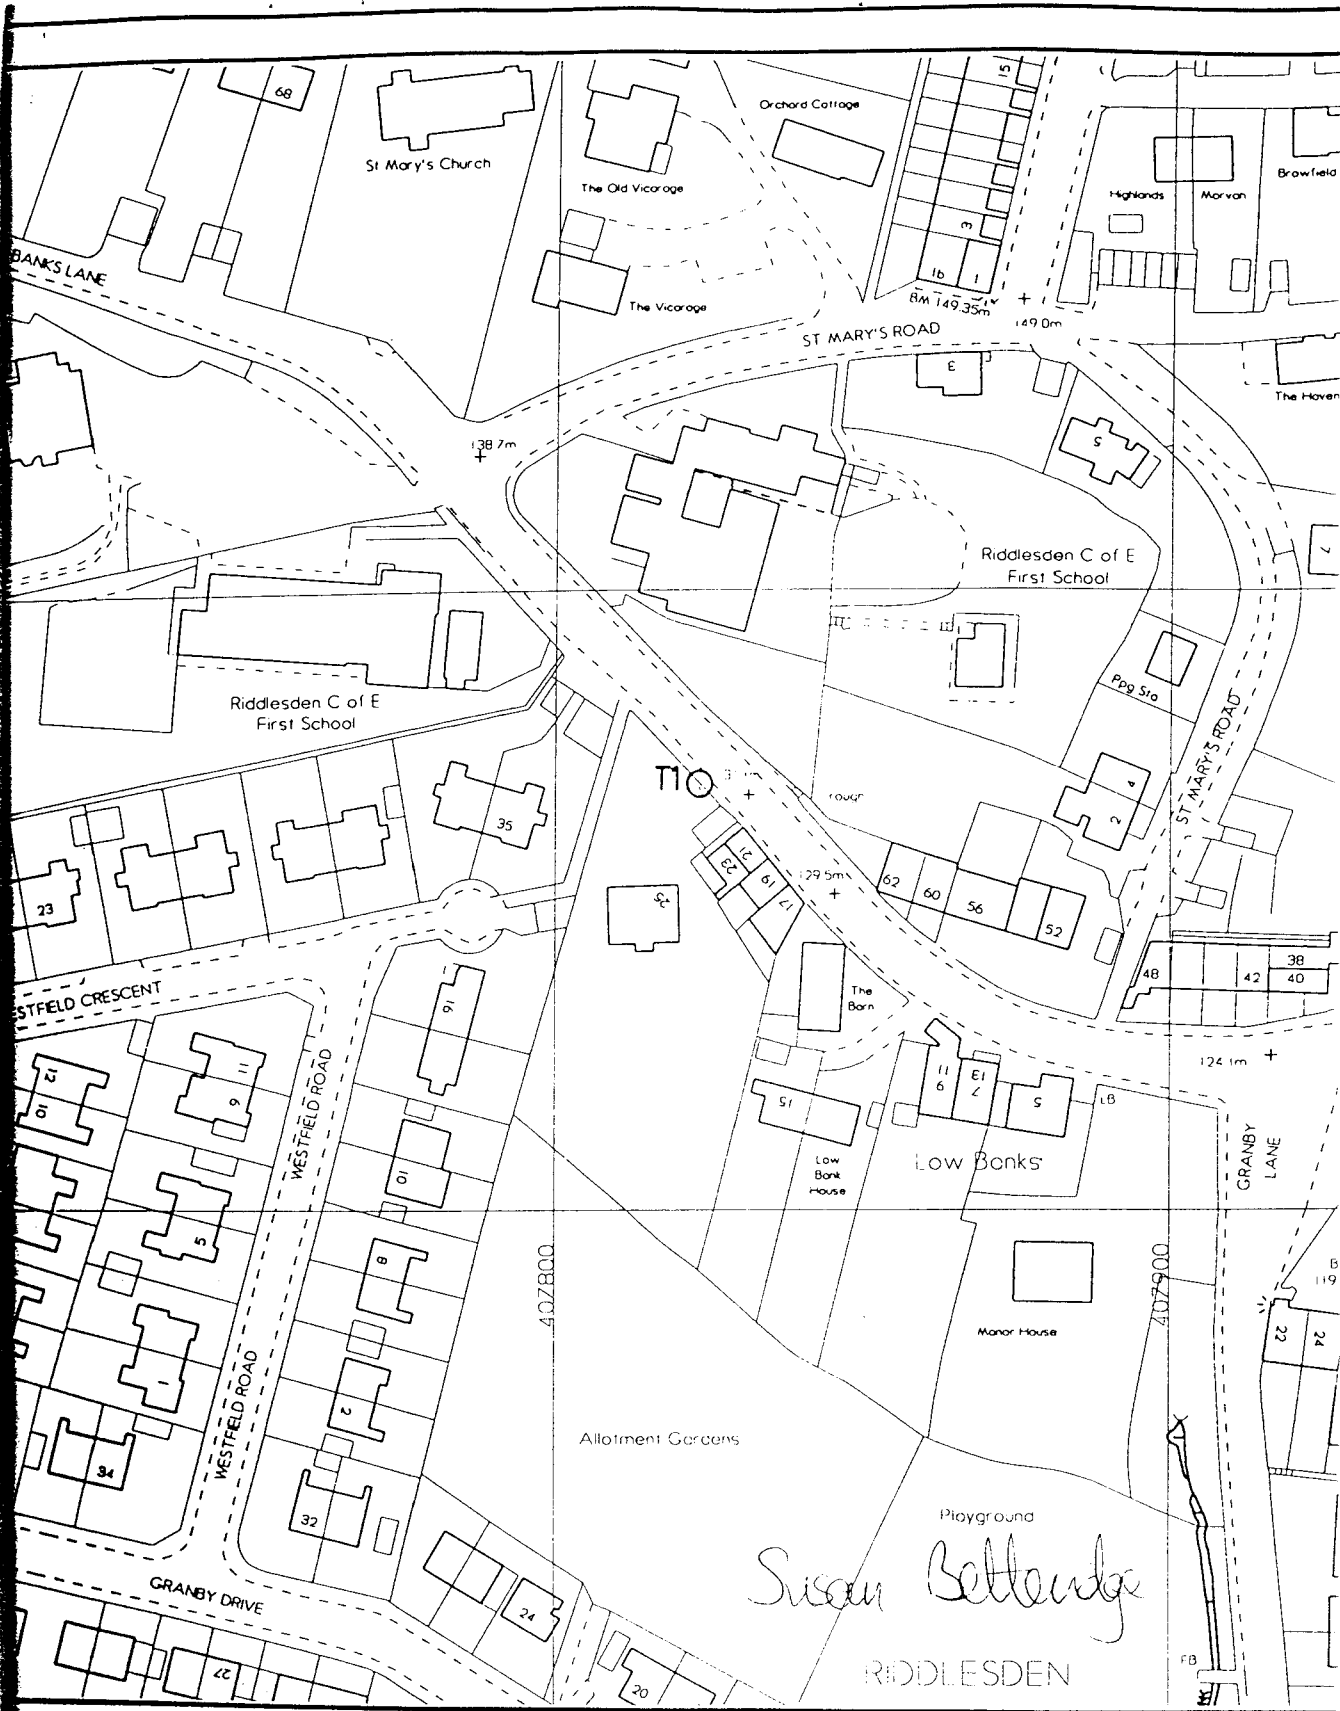 68
St Mary's Church
Orchard Cottage
The Old Vicarage
The Vicarage
15
3
1b
1
BM 149.35m
149.0m
Highlands
Morvan
Browfield
BANKS LANE
ST MARY'S ROAD
3
The Haven
5
138.7m
Riddlesden C of E
First School
7
Riddlesden C of E
First School
Ppg Sta
ST MARY'S ROAD
T1
rough
35
23
25
23
21
19
17
129.5m
62
60
56
52
4
2
48
42
38
40
The
Barn
WESTFIELD CRESCENT
16
11
9
12
10
WESTFIELD ROAD
124.1m
11
9
13
7
5
LB
15
Low
Bank
House
Low Banks
GRANBY
LANE
10
5
8
407800
407900
Manor House
22
24
1
2
WESTFIELD ROAD
34
32
Allotment Gardens
Playground
Susan Betteridge
GRANBY DRIVE
24
27
20
RIDDLESDEN
FB